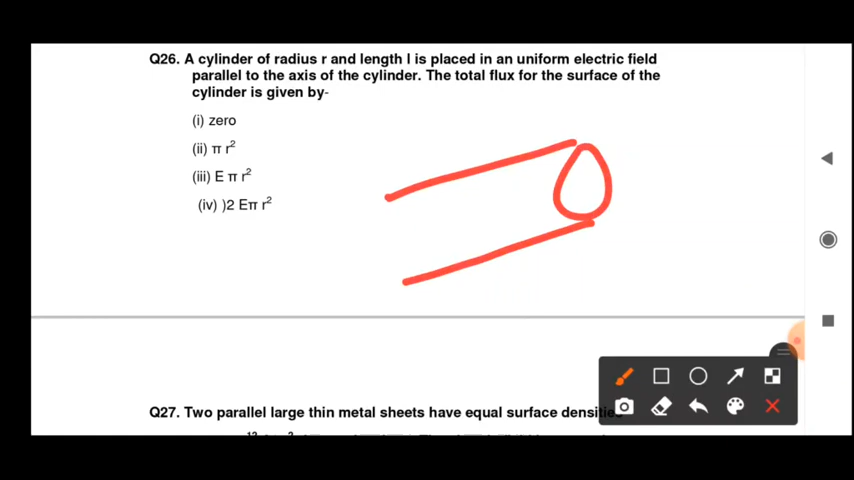 Q26. A cylinder of radius r and length l is placed in an uniform electric field
parallel to the axis of the cylinder. The total flux for the surface of the
cylinder is given by-
(i) zero
(ii) π r²
(iii) E π r²
(iv) )2 Eπ r²
Q27. Two parallel large thin metal sheets have equal surface densities